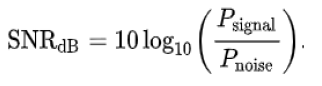 SNR_dB = 10 log_10 (P_signal / P_noise).